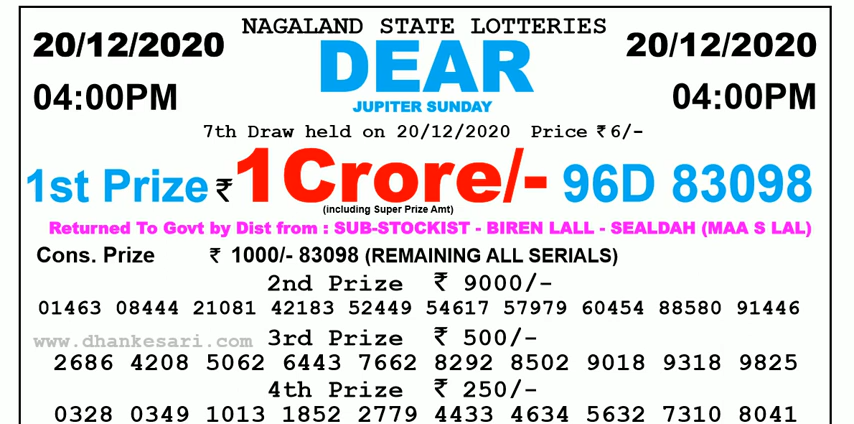 NAGALAND STATE LOTTERIES
20/12/2020 DEAR 20/12/2020
04:00PM JUPITER SUNDAY 04:00PM
7th Draw held on 20/12/2020 Price ₹ 6/-
1st Prize ₹ 1Crore/- 96D 83098
(including Super Prize Amt)
Returned To Govt by Dist from : SUB-STOCKIST - BIREN LALL - SEALDAH (MAA S LAL)
Cons. Prize ₹ 1000/- 83098 (REMAINING ALL SERIALS)
2nd Prize ₹ 9000/-
01463 08444 21081 42183 52449 54617 57979 60454 88580 91446
www.dhankesari.com 3rd Prize ₹ 500/-
2686 4208 5062 6443 7662 8292 8502 9018 9318 9825
4th Prize ₹ 250/-
0328 0349 1013 1852 2779 4433 4634 5632 7310 8041